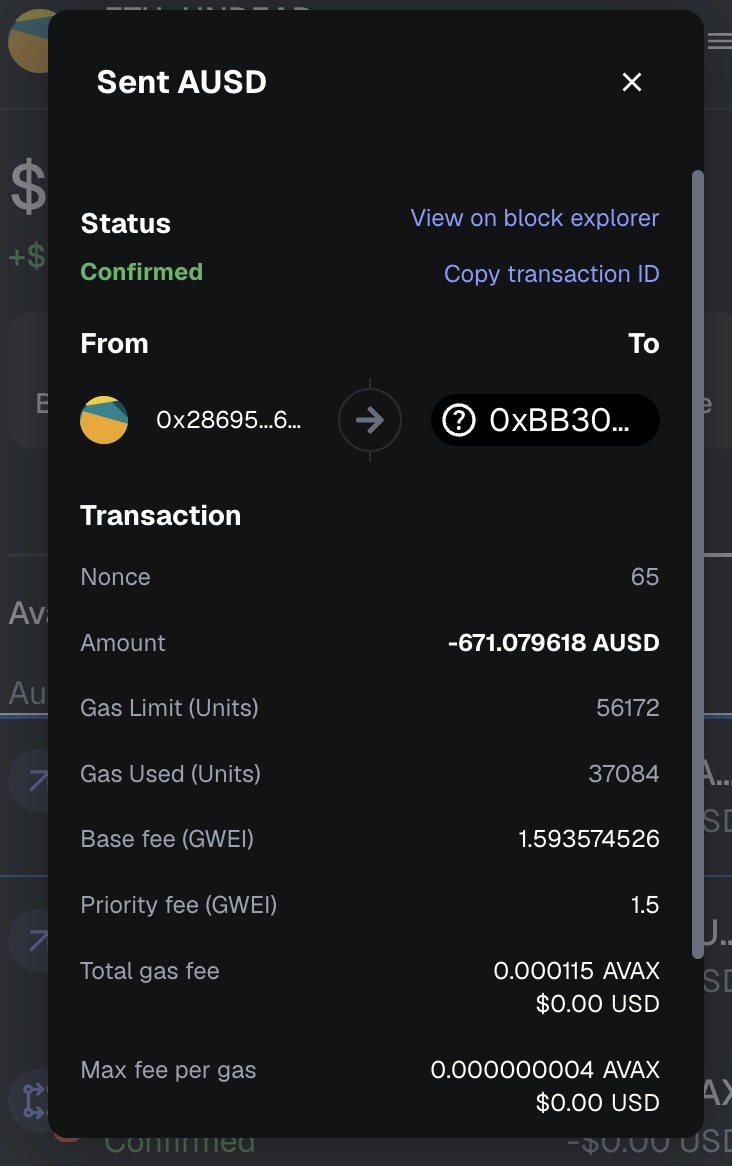 Sent AUSD
Status
View on block explorer
Confirmed
Copy transaction ID
From
To
0x28695...6...
0xBB30...
Transaction
Nonce
65
Amount
-671.079618 AUSD
Gas Limit (Units)
56172
Gas Used (Units)
37084
Base fee (GWEI)
1.593574526
Priority fee (GWEI)
1.5
Total gas fee
0.000115 AVAX
$0.00 USD
Max fee per gas
0.000000004 AVAX
$0.00 USD
Confirmed
-$0.00 USD